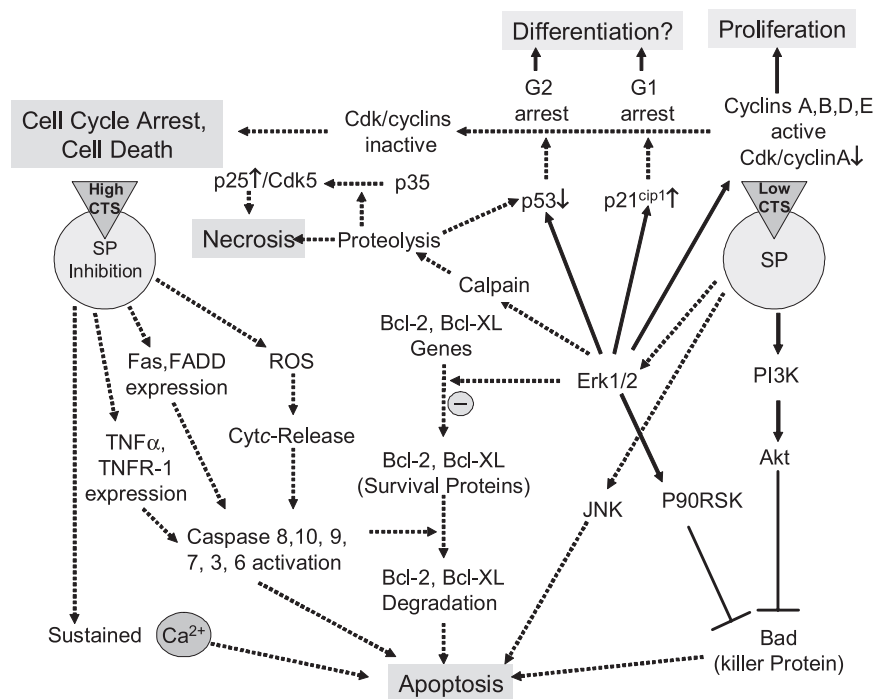 Differentiation?
Proliferation
G2
arrest
G1
arrest
Cyclins A,B,D,E
active
Cdk/cyclinA↓
Cell Cycle Arrest,
Cell Death
Cdk/cyclins
inactive
p25↑/Cdk5
p35
p53↓
p21cip1↑
High
CTS
SP
Inhibition
Low
CTS
SP
Necrosis
Proteolysis
Calpain
Bcl-2, Bcl-XL
Genes
Fas,FADD
expression
ROS
Erk1/2
PI3K
−
TNFα,
TNFR-1
expression
Cytc-Release
Bcl-2, Bcl-XL
(Survival Proteins)
Akt
JNK
P90RSK
Caspase 8,10, 9,
7, 3, 6 activation
Bcl-2, Bcl-XL
Degradation
Sustained
Ca2+
Bad
(killer Protein)
Apoptosis